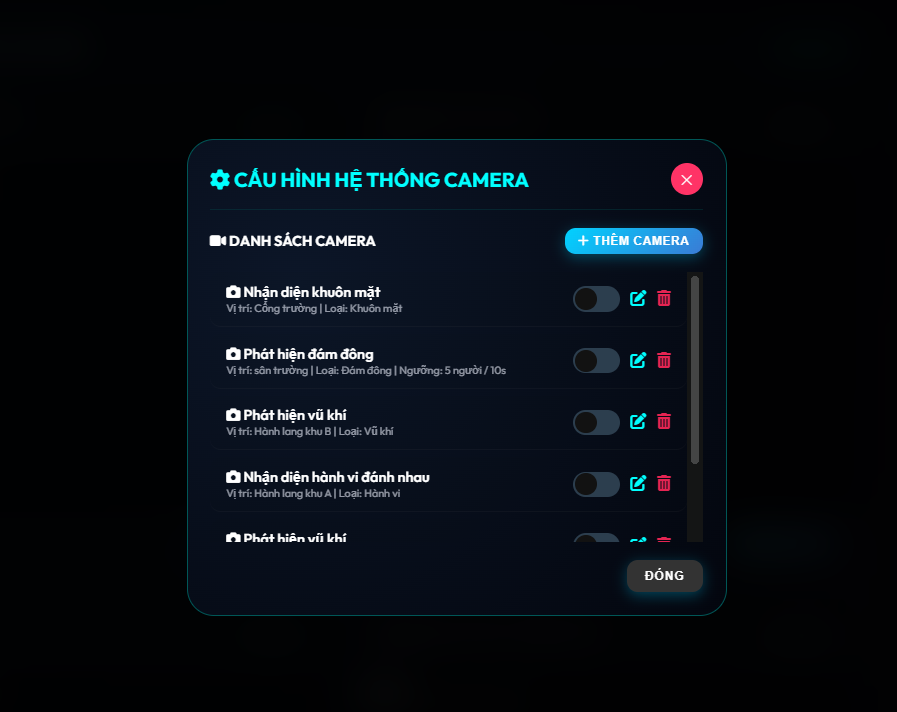 CẤU HÌNH HỆ THỐNG CAMERA
DANH SÁCH CAMERA
+ THÊM CAMERA
Nhận diện khuôn mặt
Vị trí: Cổng trường | Loại: Khuôn mặt
Phát hiện đám đông
Vị trí: sân trường | Loại: Đám đông | Ngưỡng: 5 người / 10s
Phát hiện vũ khí
Vị trí: Hành lang khu B | Loại: Vũ khí
Nhận diện hành vi đánh nhau
Vị trí: Hành lang khu A | Loại: Hành vi
Phát hiện vũ khí
ĐÓNG